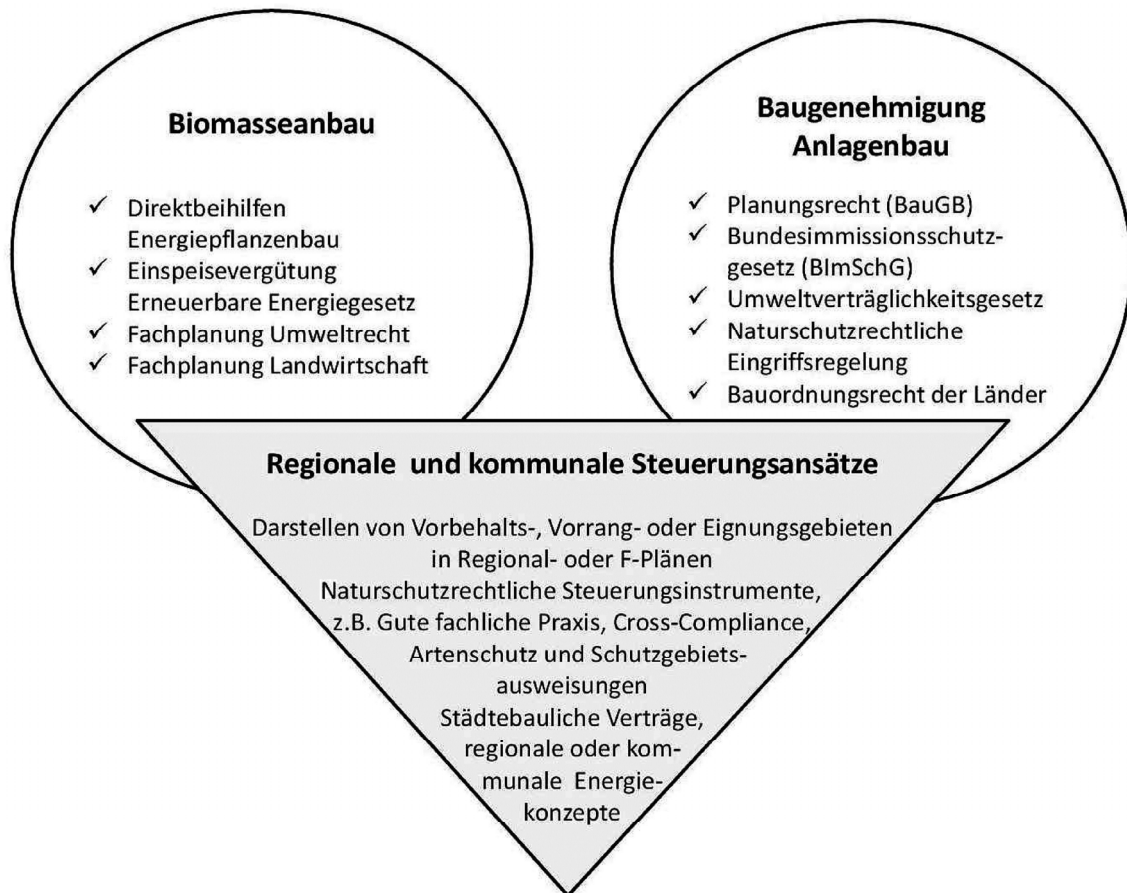 Biomasseanbau
✓ Direktbeihilfen
Energiepflanzenbau
✓ Einspeisevergütung
Erneuerbare Energiegesetz
✓ Fachplanung Umweltrecht
✓ Fachplanung Landwirtschaft
Baugenehmigung
Anlagenbau
✓ Planungsrecht (BauGB)
✓ Bundesimmissionsschutz-
gesetz (BImSchG)
✓ Umweltverträglichkeitsgesetz
✓ Naturschutzrechtliche
Eingriffsregelung
✓ Bauordnungsrecht der Länder
Regionale und kommunale Steuerungsansätze
Darstellen von Vorbehalts-, Vorrang- oder Eignungsgebieten
in Regional- oder F-Plänen
Naturschutzrechtliche Steuerungsinstrumente,
z.B. Gute fachliche Praxis, Cross-Compliance,
Artenschutz und Schutzgebiets-
ausweisungen
Städtebauliche Verträge,
regionale oder kom-
munale Energie-
konzepte